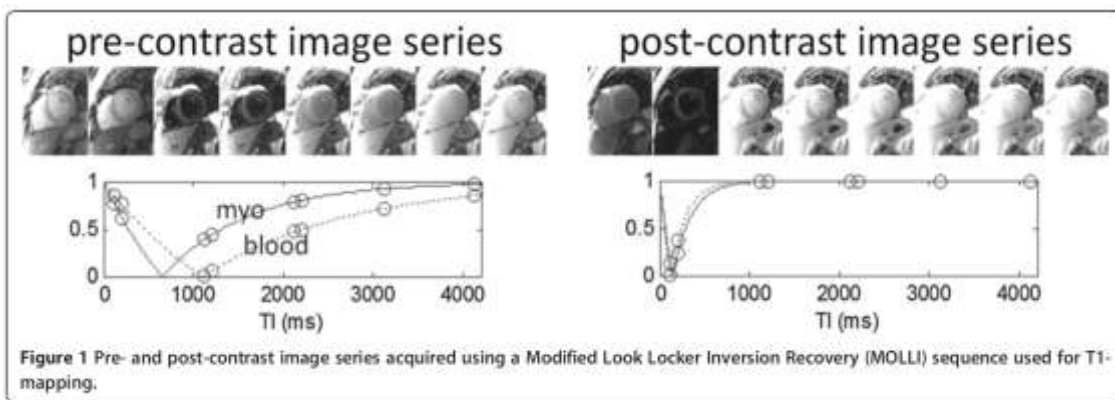 pre-contrast image series
post-contrast image series
1
0.5
0
myo
blood
0 1000 2000 3000 4000
TI (ms)
1
0.5
0
0 1000 2000 3000 4000
TI (ms)
Figure 1 Pre- and post-contrast image series acquired using a Modified Look Locker Inversion Recovery (MOLLI) sequence used for T1-
mapping.